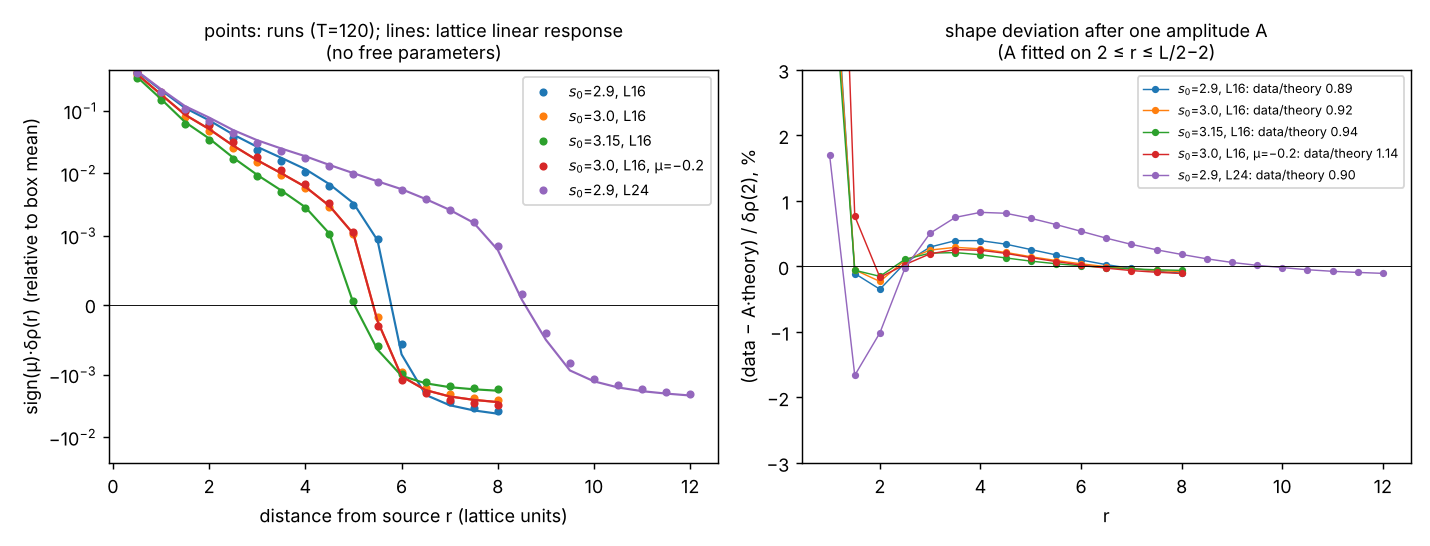 points: runs (T=120); lines: lattice linear response
(no free parameters)
sign(μ)·δρ(r) (relative to box mean)
10⁻¹
10⁻²
10⁻³
0
−10⁻³
−10⁻²
s₀=2.9, L16
s₀=3.0, L16
s₀=3.15, L16
s₀=3.0, L16, μ=−0.2
s₀=2.9, L24
0 2 4 6 8 10 12
distance from source r (lattice units)
shape deviation after one amplitude A
(A fitted on 2 ≤ r ≤ L/2−2)
(data − A·theory) / δρ(2), %
3
2
1
0
−1
−2
−3
s₀=2.9, L16: data/theory 0.89
s₀=3.0, L16: data/theory 0.92
s₀=3.15, L16: data/theory 0.94
s₀=3.0, L16, μ=−0.2: data/theory 1.14
s₀=2.9, L24: data/theory 0.90
2 4 6 8 10 12
r